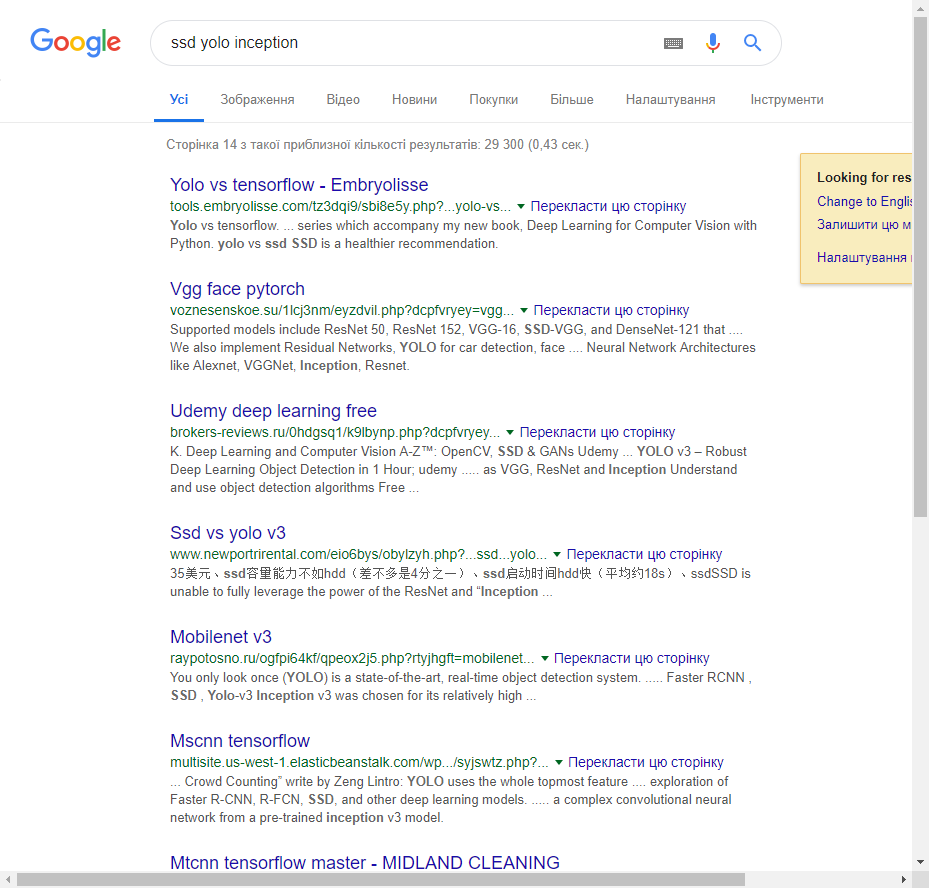 Google
ssd yolo inception
Усі Зображення Відео Новини Покупки Більше Налаштування Інструменти
Сторінка 14 з такої приблизної кількості результатів: 29 300 (0,43 сек.)
Looking for res
Change to Englis
Залишити цю м
Налаштування
Yolo vs tensorflow - Embryolisse
tools.embryolisse.com/tz3dqi9/sbi8e5y.php?...yolo-vs... Перекласти цю сторінку
Yolo vs tensorflow. ... series which accompany my new book, Deep Learning for Computer Vision with
Python. yolo vs ssd SSD is a healthier recommendation.
Vgg face pytorch
voznesenskoe.su/1lcj3nm/eyzdvil.php?dcpfvryey=vgg... Перекласти цю сторінку
Supported models include ResNet 50, ResNet 152, VGG-16, SSD-VGG, and DenseNet-121 that ....
We also implement Residual Networks, YOLO for car detection, face .... Neural Network Architectures
like Alexnet, VGGNet, Inception, Resnet.
Udemy deep learning free
brokers-reviews.ru/0hdgsq1/k9lbynp.php?dcpfvryey... Перекласти цю сторінку
K. Deep Learning and Computer Vision A-Z™: OpenCV, SSD & GANs Udemy ... YOLO v3 – Robust
Deep Learning Object Detection in 1 Hour; udemy ..... as VGG, ResNet and Inception Understand
and use object detection algorithms Free ...
Ssd vs yolo v3
www.newportrirental.com/eio6bys/obylzyh.php?...ssd...yolo... Перекласти цю сторінку
35美元、ssd容量能力不如hdd（差不多是4分之一）、ssd启动时间hdd快（平均约18s）、ssdSSD is
unable to fully leverage the power of the ResNet and “Inception ...
Mobilenet v3
raypotosno.ru/ogfpi64kf/qpeox2j5.php?rtyjhgft=mobilenet... Перекласти цю сторінку
You only look once (YOLO) is a state-of-the-art, real-time object detection system. ..... Faster RCNN ,
SSD , Yolo-v3 Inception v3 was chosen for its relatively high ...
Mscnn tensorflow
multisite.us-west-1.elasticbeanstalk.com/wp.../syjswtz.php?... Перекласти цю сторінку
... Crowd Counting” write by Zeng Lintro: YOLO uses the whole topmost feature .... exploration of
Faster R-CNN, R-FCN, SSD, and other deep learning models. ..... a complex convolutional neural
network from a pre-trained inception v3 model.
Mtcnn tensorflow master - MIDLAND CLEANING